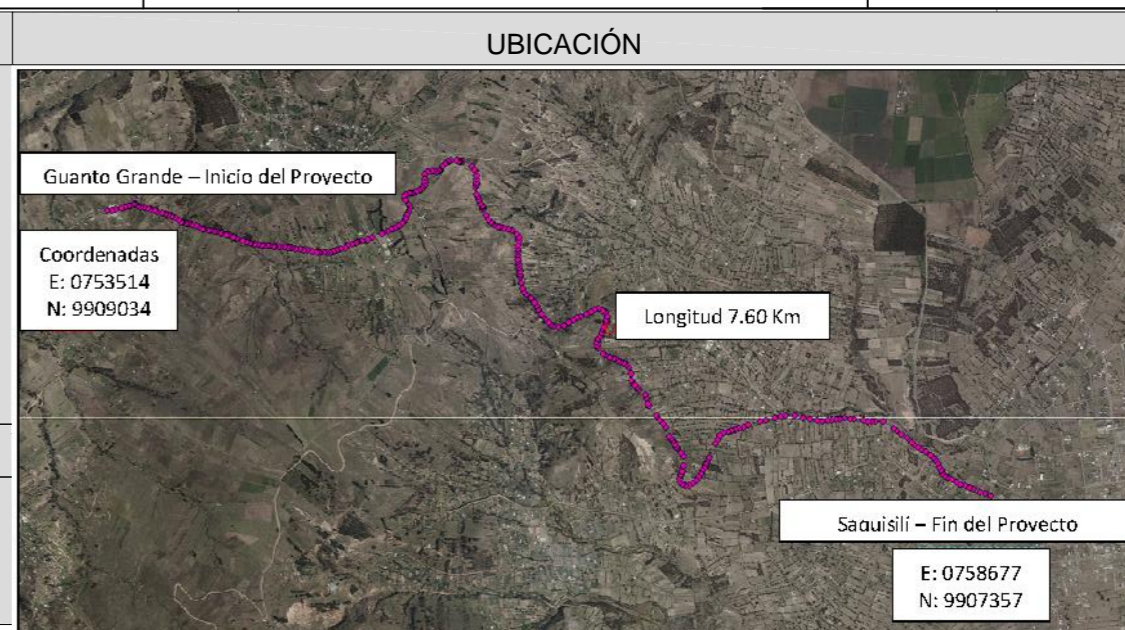 UBICACIÓN
Guanto Grande – Inicio del Proyecto
Coordenadas
E: 0753514
N: 9909034
Longitud 7.60 Km
Saquisilí – Fin del Proyecto
E: 0758677
N: 9907357